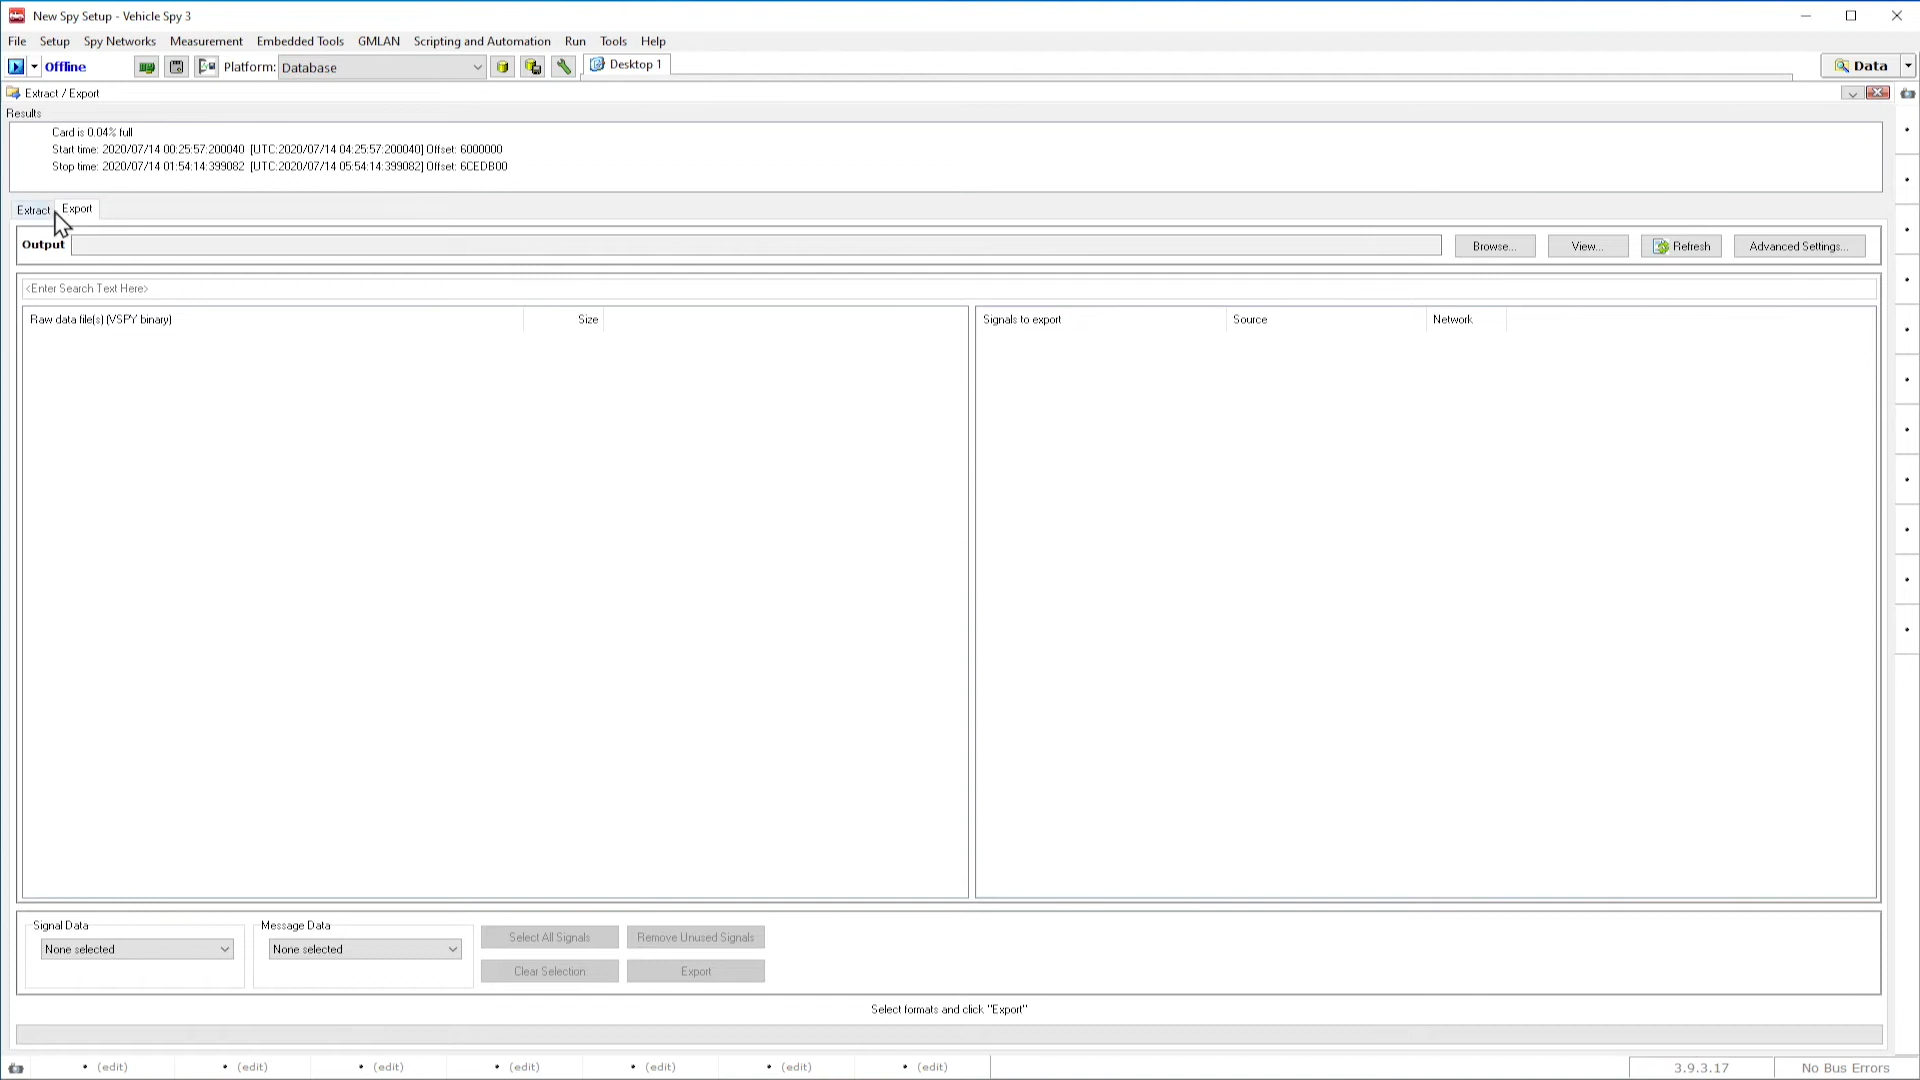 New Spy Setup - Vehicle Spy 3
File Setup Spy Networks Measurement Embedded Tools GMLAN Scripting and Automation Run Tools Help
Offline Platform: Database Desktop 1 Data
Extract / Export
Results
Card is 0.04% full
Start time: 2020/07/14 00:25:57:200040 [UTC:2020/07/14 04:25:57:200040] Offset: 6000000
Stop time: 2020/07/14 01:54:14:399082 [UTC:2020/07/14 05:54:14:399082] Offset: 6CEDB00
Extract Export
Output Browse... View... Refresh Advanced Settings...
<Enter Search Text Here>
Raw data file(s) (VSPY binary) Size Signals to export Source Network
Signal Data Message Data
None selected None selected
Select All Signals Remove Unused Signals
Clear Selection Export
Select formats and click "Export"
(edit) (edit) (edit) (edit) (edit) (edit) (edit) 3.9.3.17 No Bus Errors